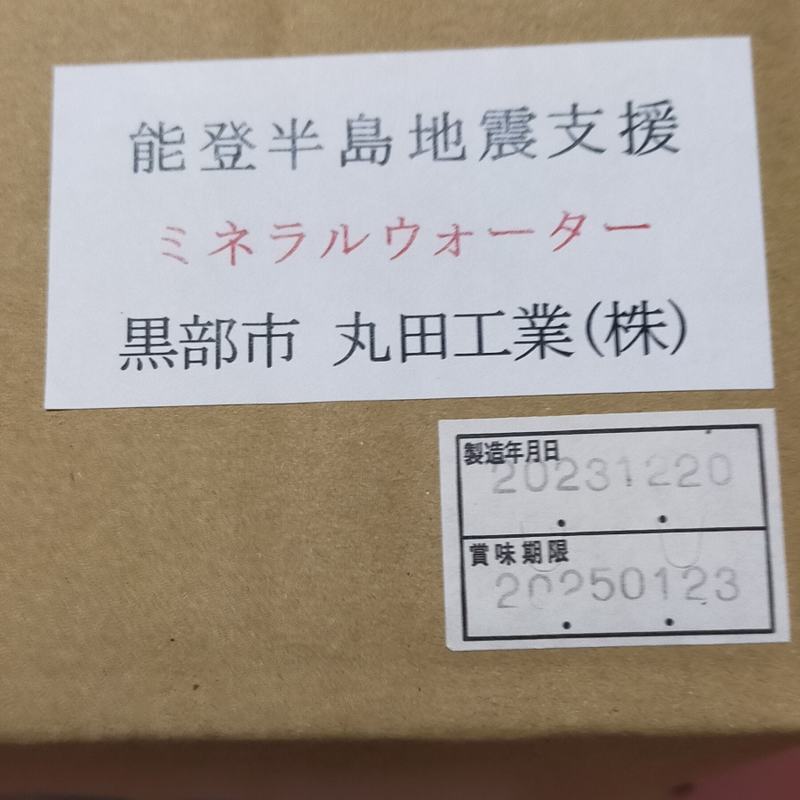 能登半島地震支援
ミネラルウォーター
黒部市 丸田工業(株)
製造年月日
20231220
賞味期限
20250123